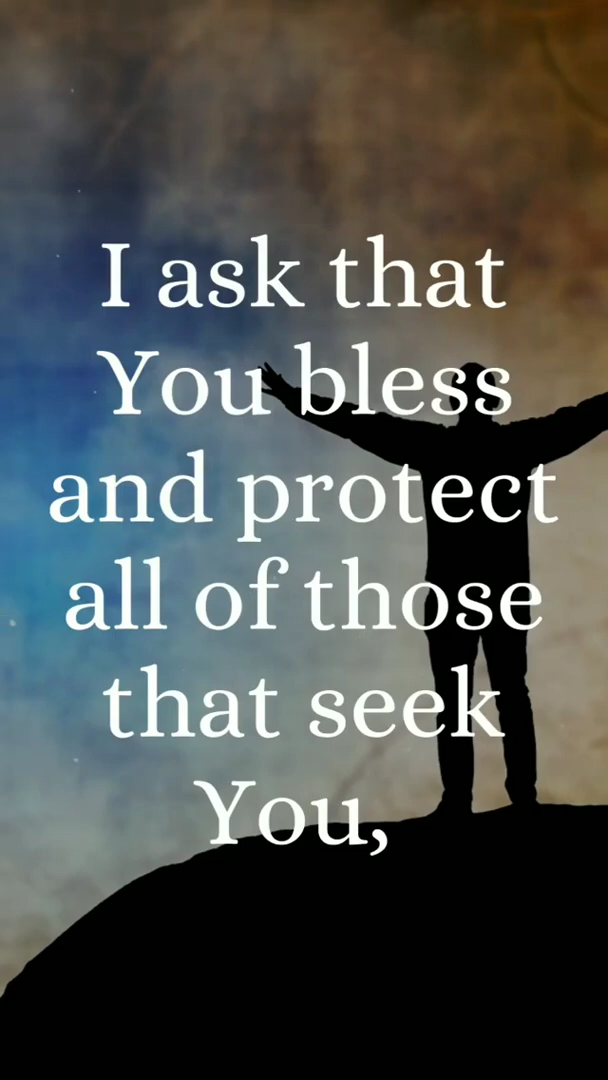 I ask that
You bless
and protect
all of those
that seek
You,